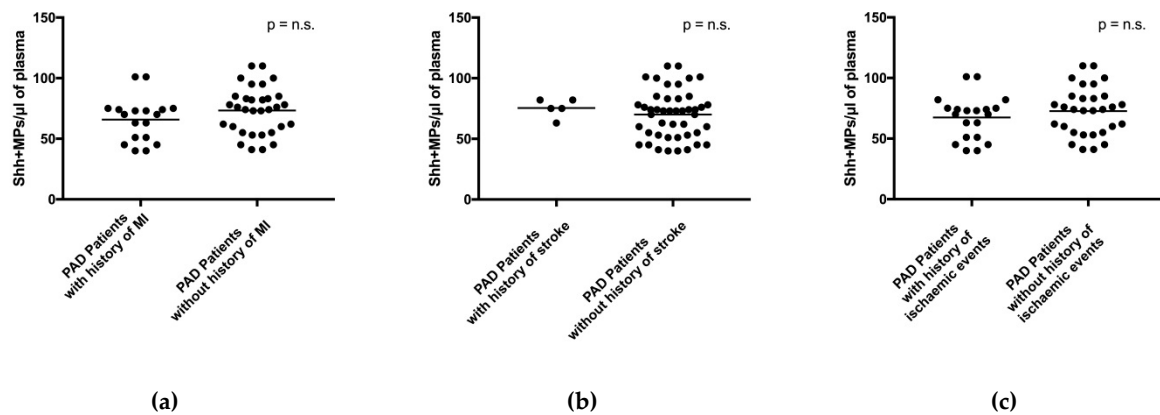 p = n.s.
Shh+MPs/µl of plasma
150
100
50
0
PAD Patients
with history of MI
PAD Patients
without history of MI
(a)
p = n.s.
Shh+MPs/µl of plasma
150
100
50
0
PAD Patients
with history of stroke
PAD Patients
without history of stroke
(b)
p = n.s.
Shh+MPs/µl of plasma
150
100
50
0
PAD Patients
with history of
ischaemic events
PAD Patients
without history of
ischaemic events
(c)